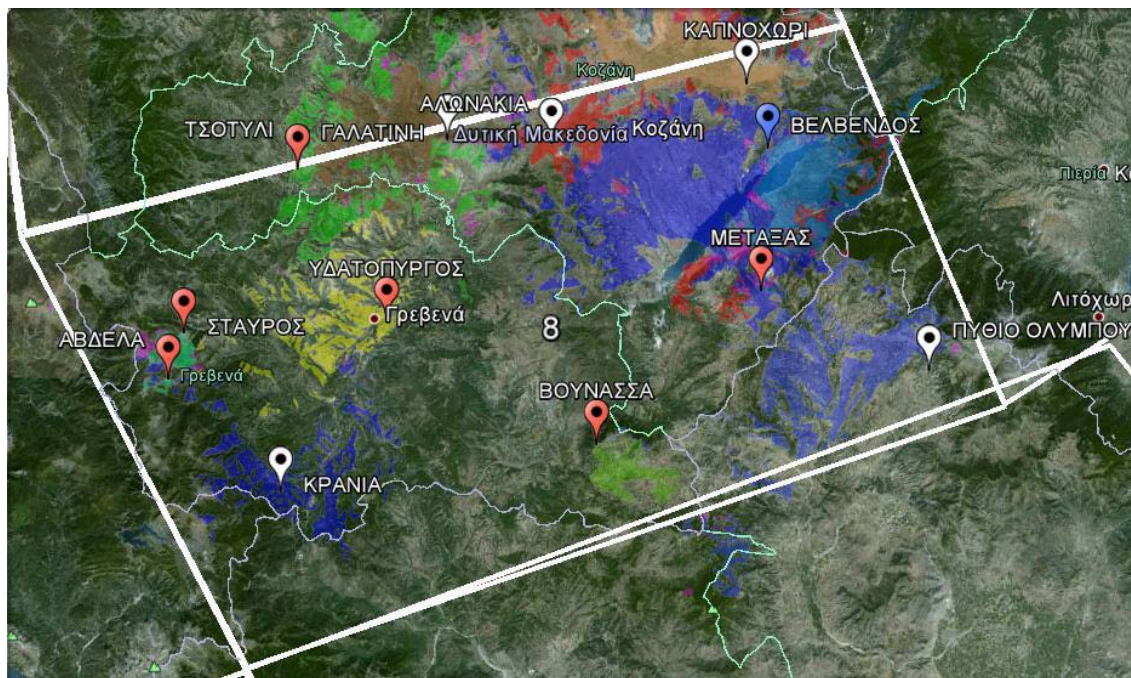 ΚΑΠΝΟΧΩΡΙ
Κοζάνη
ΑΛΩΝΑΚΙΑ
ΤΣΟΤΥΛΙ
ΓΑΛΑΤΙΝΗ
Δυτική Μακεδονία
Κοζάνη
ΒΕΛΒΕΝΔΟΣ
Πιερία
ΜΕΤΑΞΑΣ
ΥΔΑΤΟΠΥΡΓΟΣ
Γρεβενά
ΣΤΑΥΡΟΣ
8
ΑΒΔΕΛΑ
Γρεβενά
ΠΥΘΙΟ ΟΛΥΜΠΟΥ
Λιτόχωρ
ΒΟΥΝΑΣΣΑ
ΚΡΑΝΙΑ